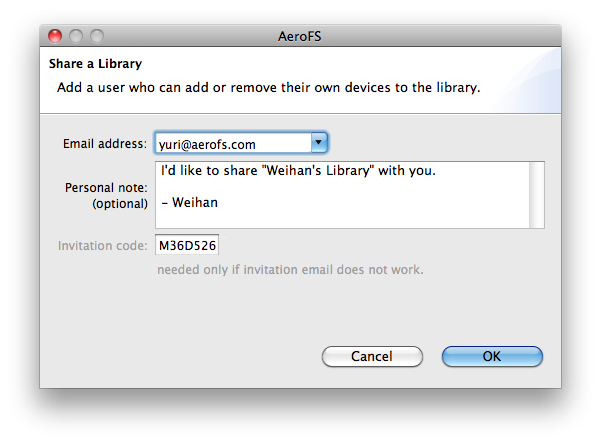 AeroFS
Share a Library
Add a user who can add or remove their own devices to the library.
Email address: yuri@aerofs.com
I'd like to share "Weihan's Library" with you.
Personal note:
(optional)
- Weihan
Invitation code: M36D526
needed only if invitation email does not work.
Cancel OK